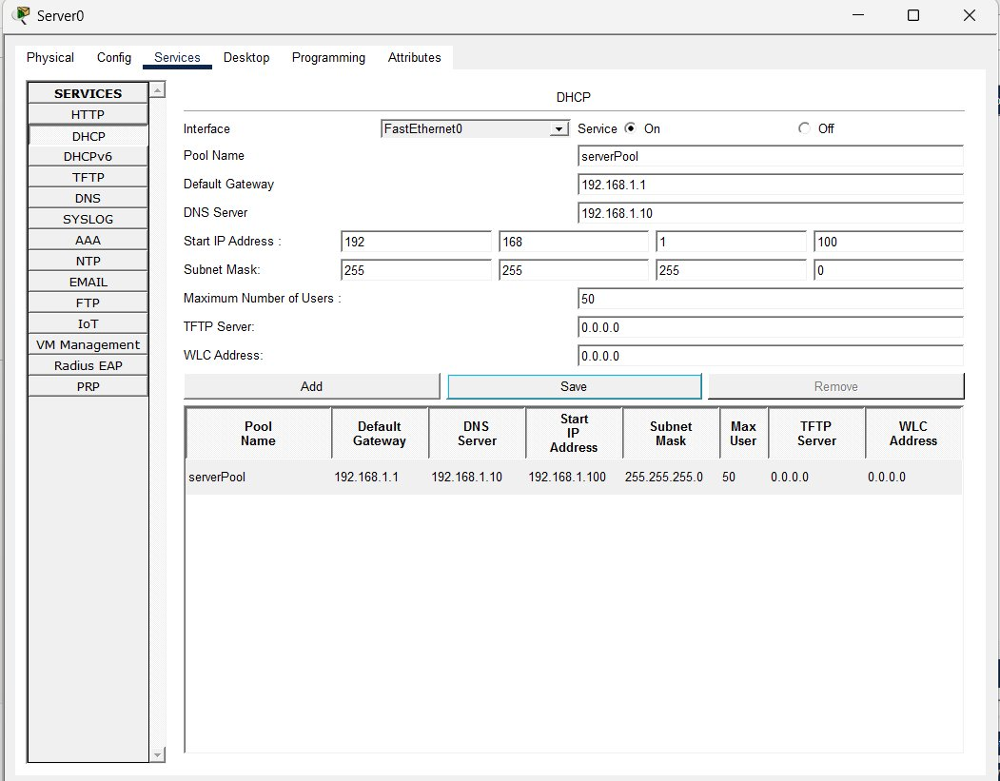 Server0
Physical Config Services Desktop Programming Attributes
SERVICES
HTTP
DHCP
DHCPv6
TFTP
DNS
SYSLOG
AAA
NTP
EMAIL
FTP
IoT
VM Management
Radius EAP
PRP
DHCP
Interface FastEthernet0 Service On Off
Pool Name serverPool
Default Gateway 192.168.1.1
DNS Server 192.168.1.10
Start IP Address : 192 168 1 100
Subnet Mask: 255 255 255 0
Maximum Number of Users : 50
TFTP Server: 0.0.0.0
WLC Address: 0.0.0.0
Add Save Remove
Pool Name Default Gateway DNS Server Start IP Address Subnet Mask Max User TFTP Server WLC Address
serverPool 192.168.1.1 192.168.1.10 192.168.1.100 255.255.255.0 50 0.0.0.0 0.0.0.0